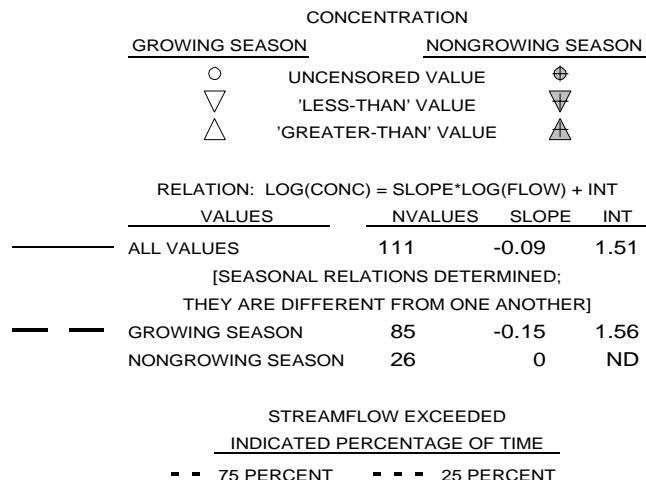 CONCENTRATION
GROWING SEASON NONGROWING SEASON
UNCENSORED VALUE
'LESS-THAN' VALUE
'GREATER-THAN' VALUE
RELATION: LOG(CONC) = SLOPE*LOG(FLOW) + INT
VALUES NVALUES SLOPE INT
ALL VALUES 111 -0.09 1.51
[SEASONAL RELATIONS DETERMINED;
THEY ARE DIFFERENT FROM ONE ANOTHER]
GROWING SEASON 85 -0.15 1.56
NONGROWING SEASON 26 0 ND
STREAMFLOW EXCEEDED
INDICATED PERCENTAGE OF TIME
75 PERCENT 25 PERCENT